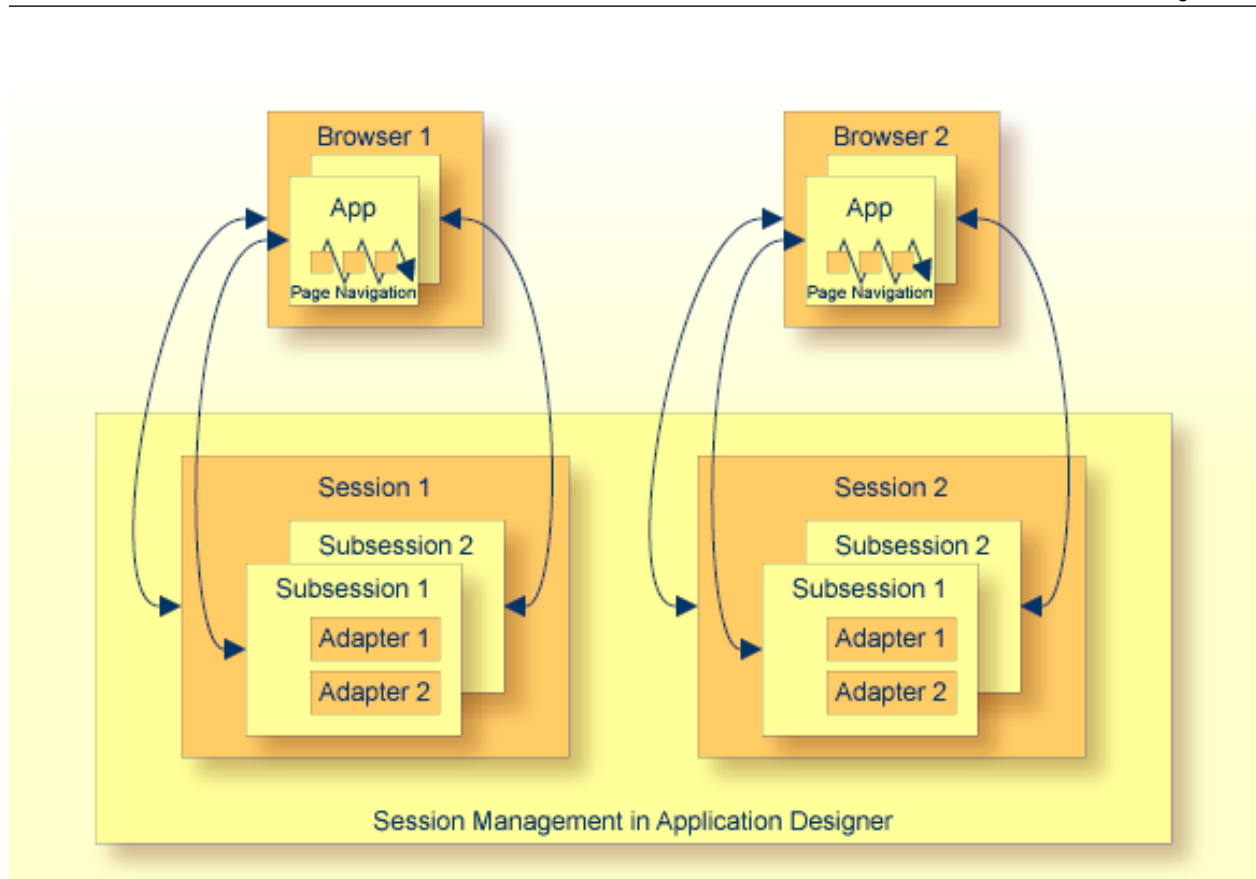 Browser 1
App
Page Navigation
Browser 2
App
Page Navigation
Session 1
Subsession 2
Subsession 1
Adapter 1
Adapter 2
Session 2
Subsession 2
Subsession 1
Adapter 1
Adapter 2
Session Management in Application Designer